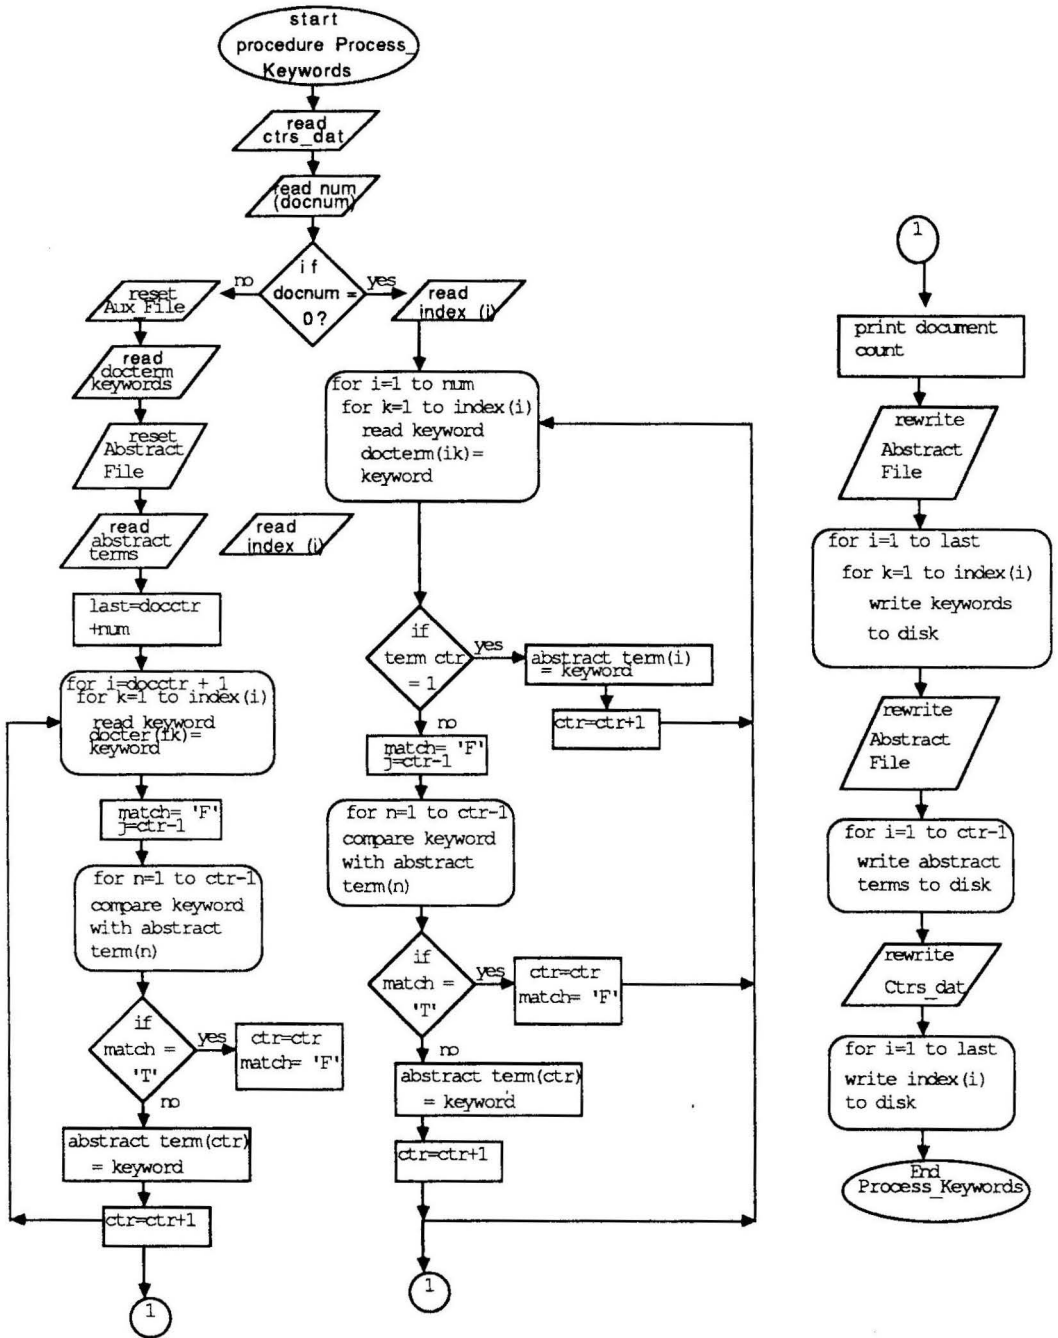 start
procedure Process_
Keywords
read
ctrs_dat
read num
(docnum)
if
docnum =
0?
no
yes
reset
Aux File
read
docterm
keywords
reset
Abstract
File
read
abstract
terms
last=docctr
+num
for i=docctr + 1
for k=1 to index(i)
read keyword
docter(ik)=
keyword
match= 'F'
j=ctr-1
for n=1 to ctr-1
compare keyword
with abstract
term(n)
if
match =
'T'
yes
ctr=ctr
match= 'F'
no
abstract term(ctr)
= keyword
ctr=ctr+1
1
read
index (i)
read
index (i)
for i=1 to num
for k=1 to index(i)
read keyword
docterm(ik)=
keyword
if
term ctr
= 1
yes
abstract term(i)
= keyword
ctr=ctr+1
no
match= 'F'
j=ctr-1
for n=1 to ctr-1
compare keyword
with abstract
term(n)
if
match =
'T'
yes
ctr=ctr
match= 'F'
no
abstract term(ctr)
= keyword
ctr=ctr+1
1
1
print document
count
rewrite
Abstract
File
for i=1 to last
for k=1 to index(i)
write keywords
to disk
rewrite
Abstract
File
for i=1 to ctr-1
write abstract
terms to disk
rewrite
Ctrs_dat
for i=1 to last
write index(i)
to disk
End
Process_Keywords